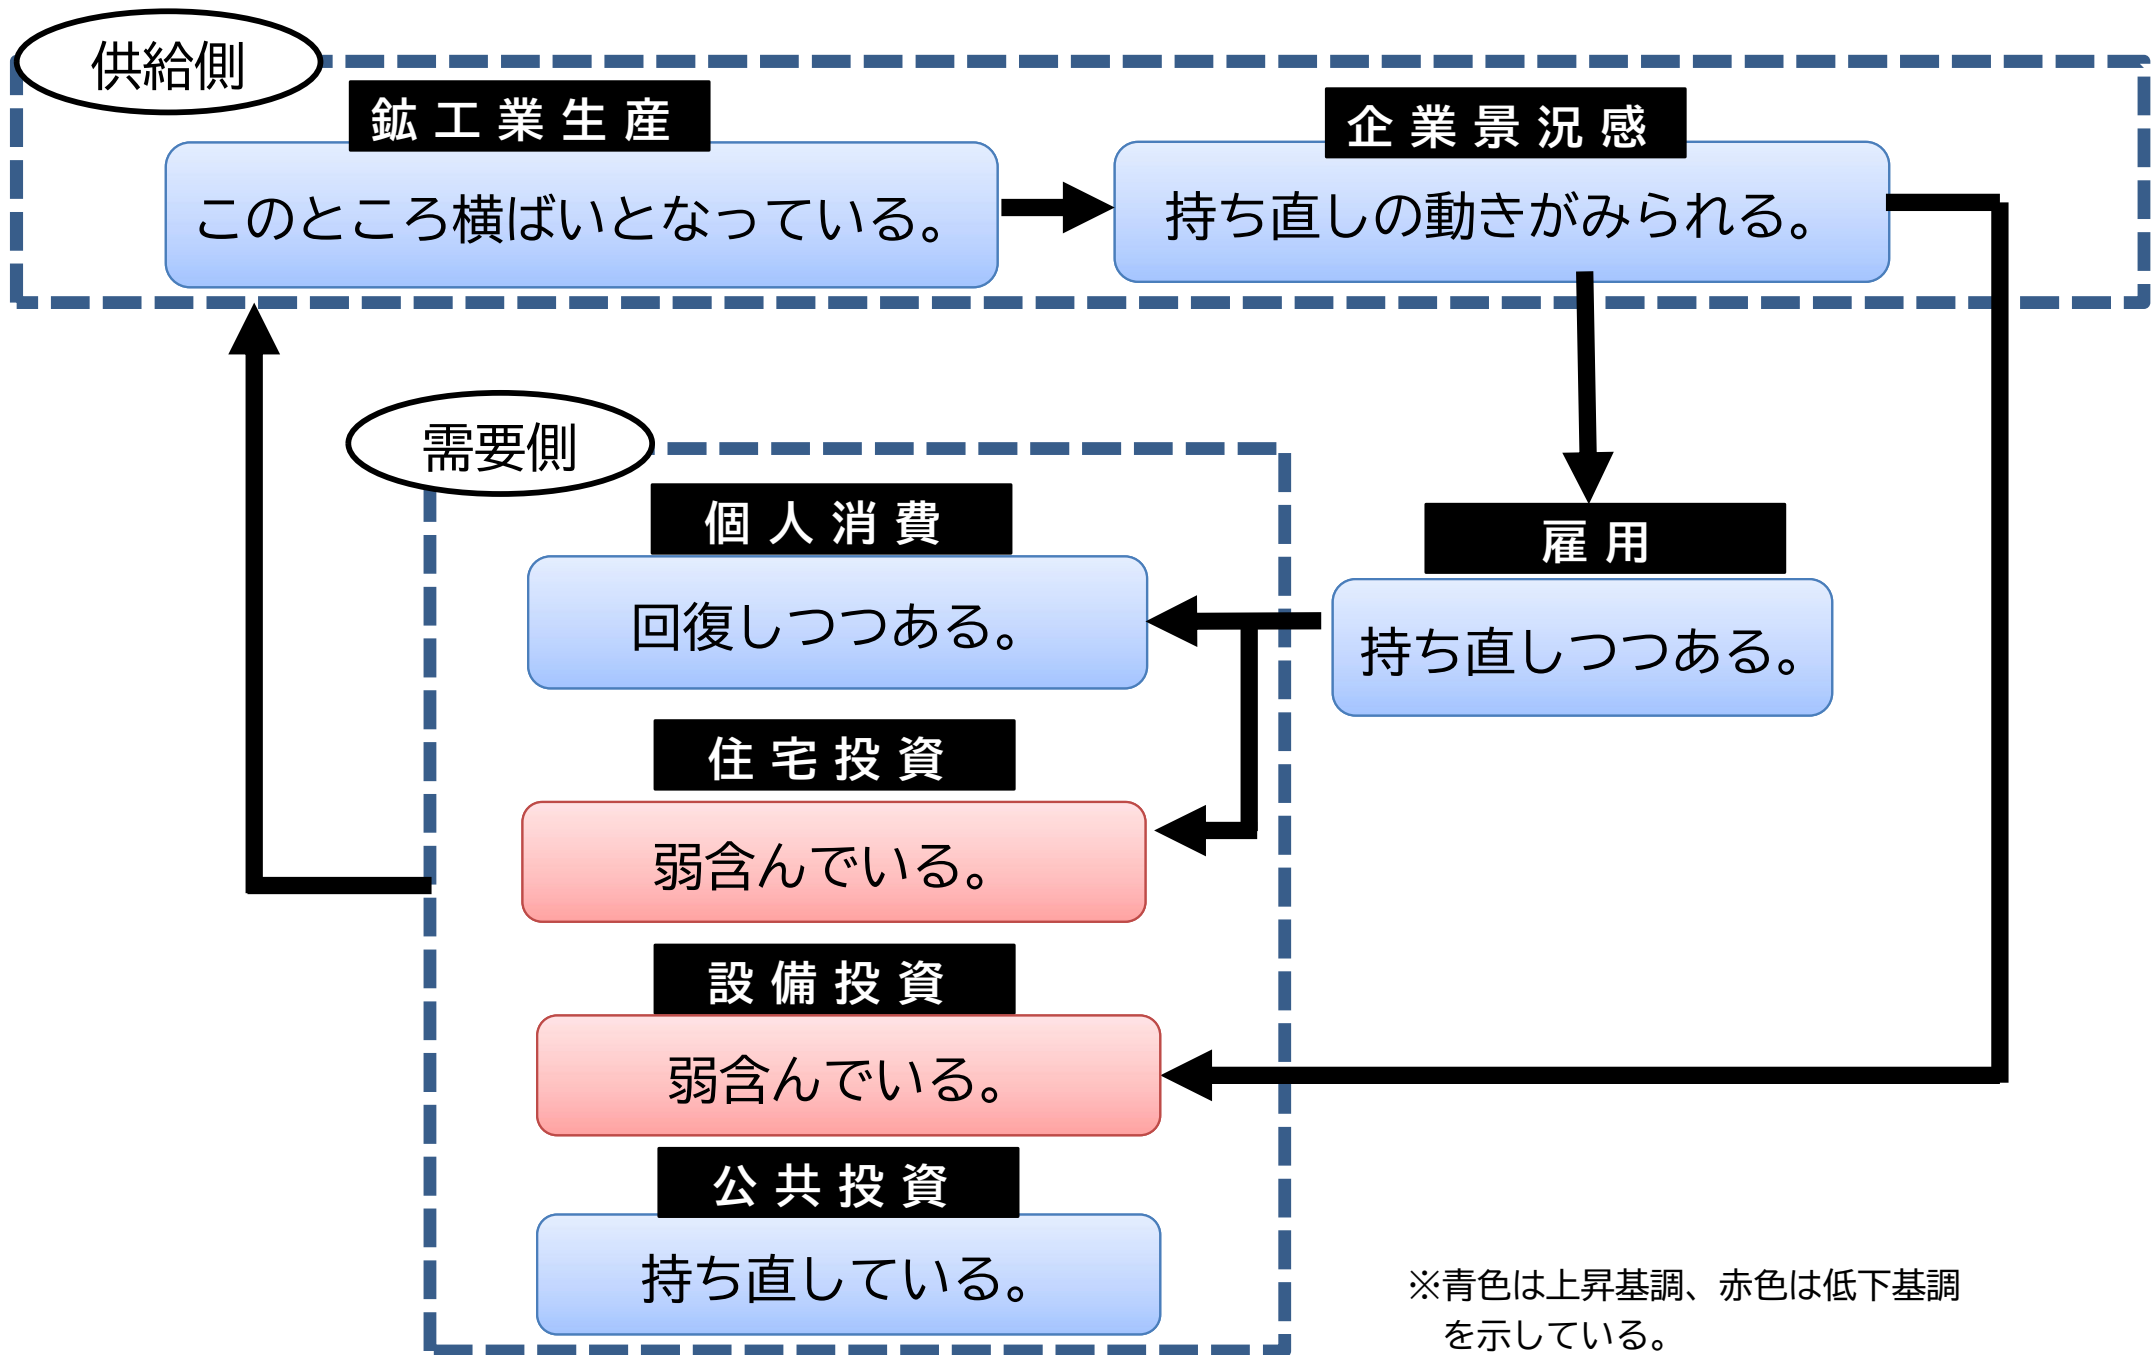 供給側
鉱工業生産
このところ横ばいとなっている。
企業景況感
持ち直しの動きがみられる。
需要側
個人消費
回復しつつある。
雇用
持ち直しつつある。
住宅投資
弱含んでいる。
設備投資
弱含んでいる。
公共投資
持ち直している。
※青色は上昇基調、赤色は低下基調
を示している。